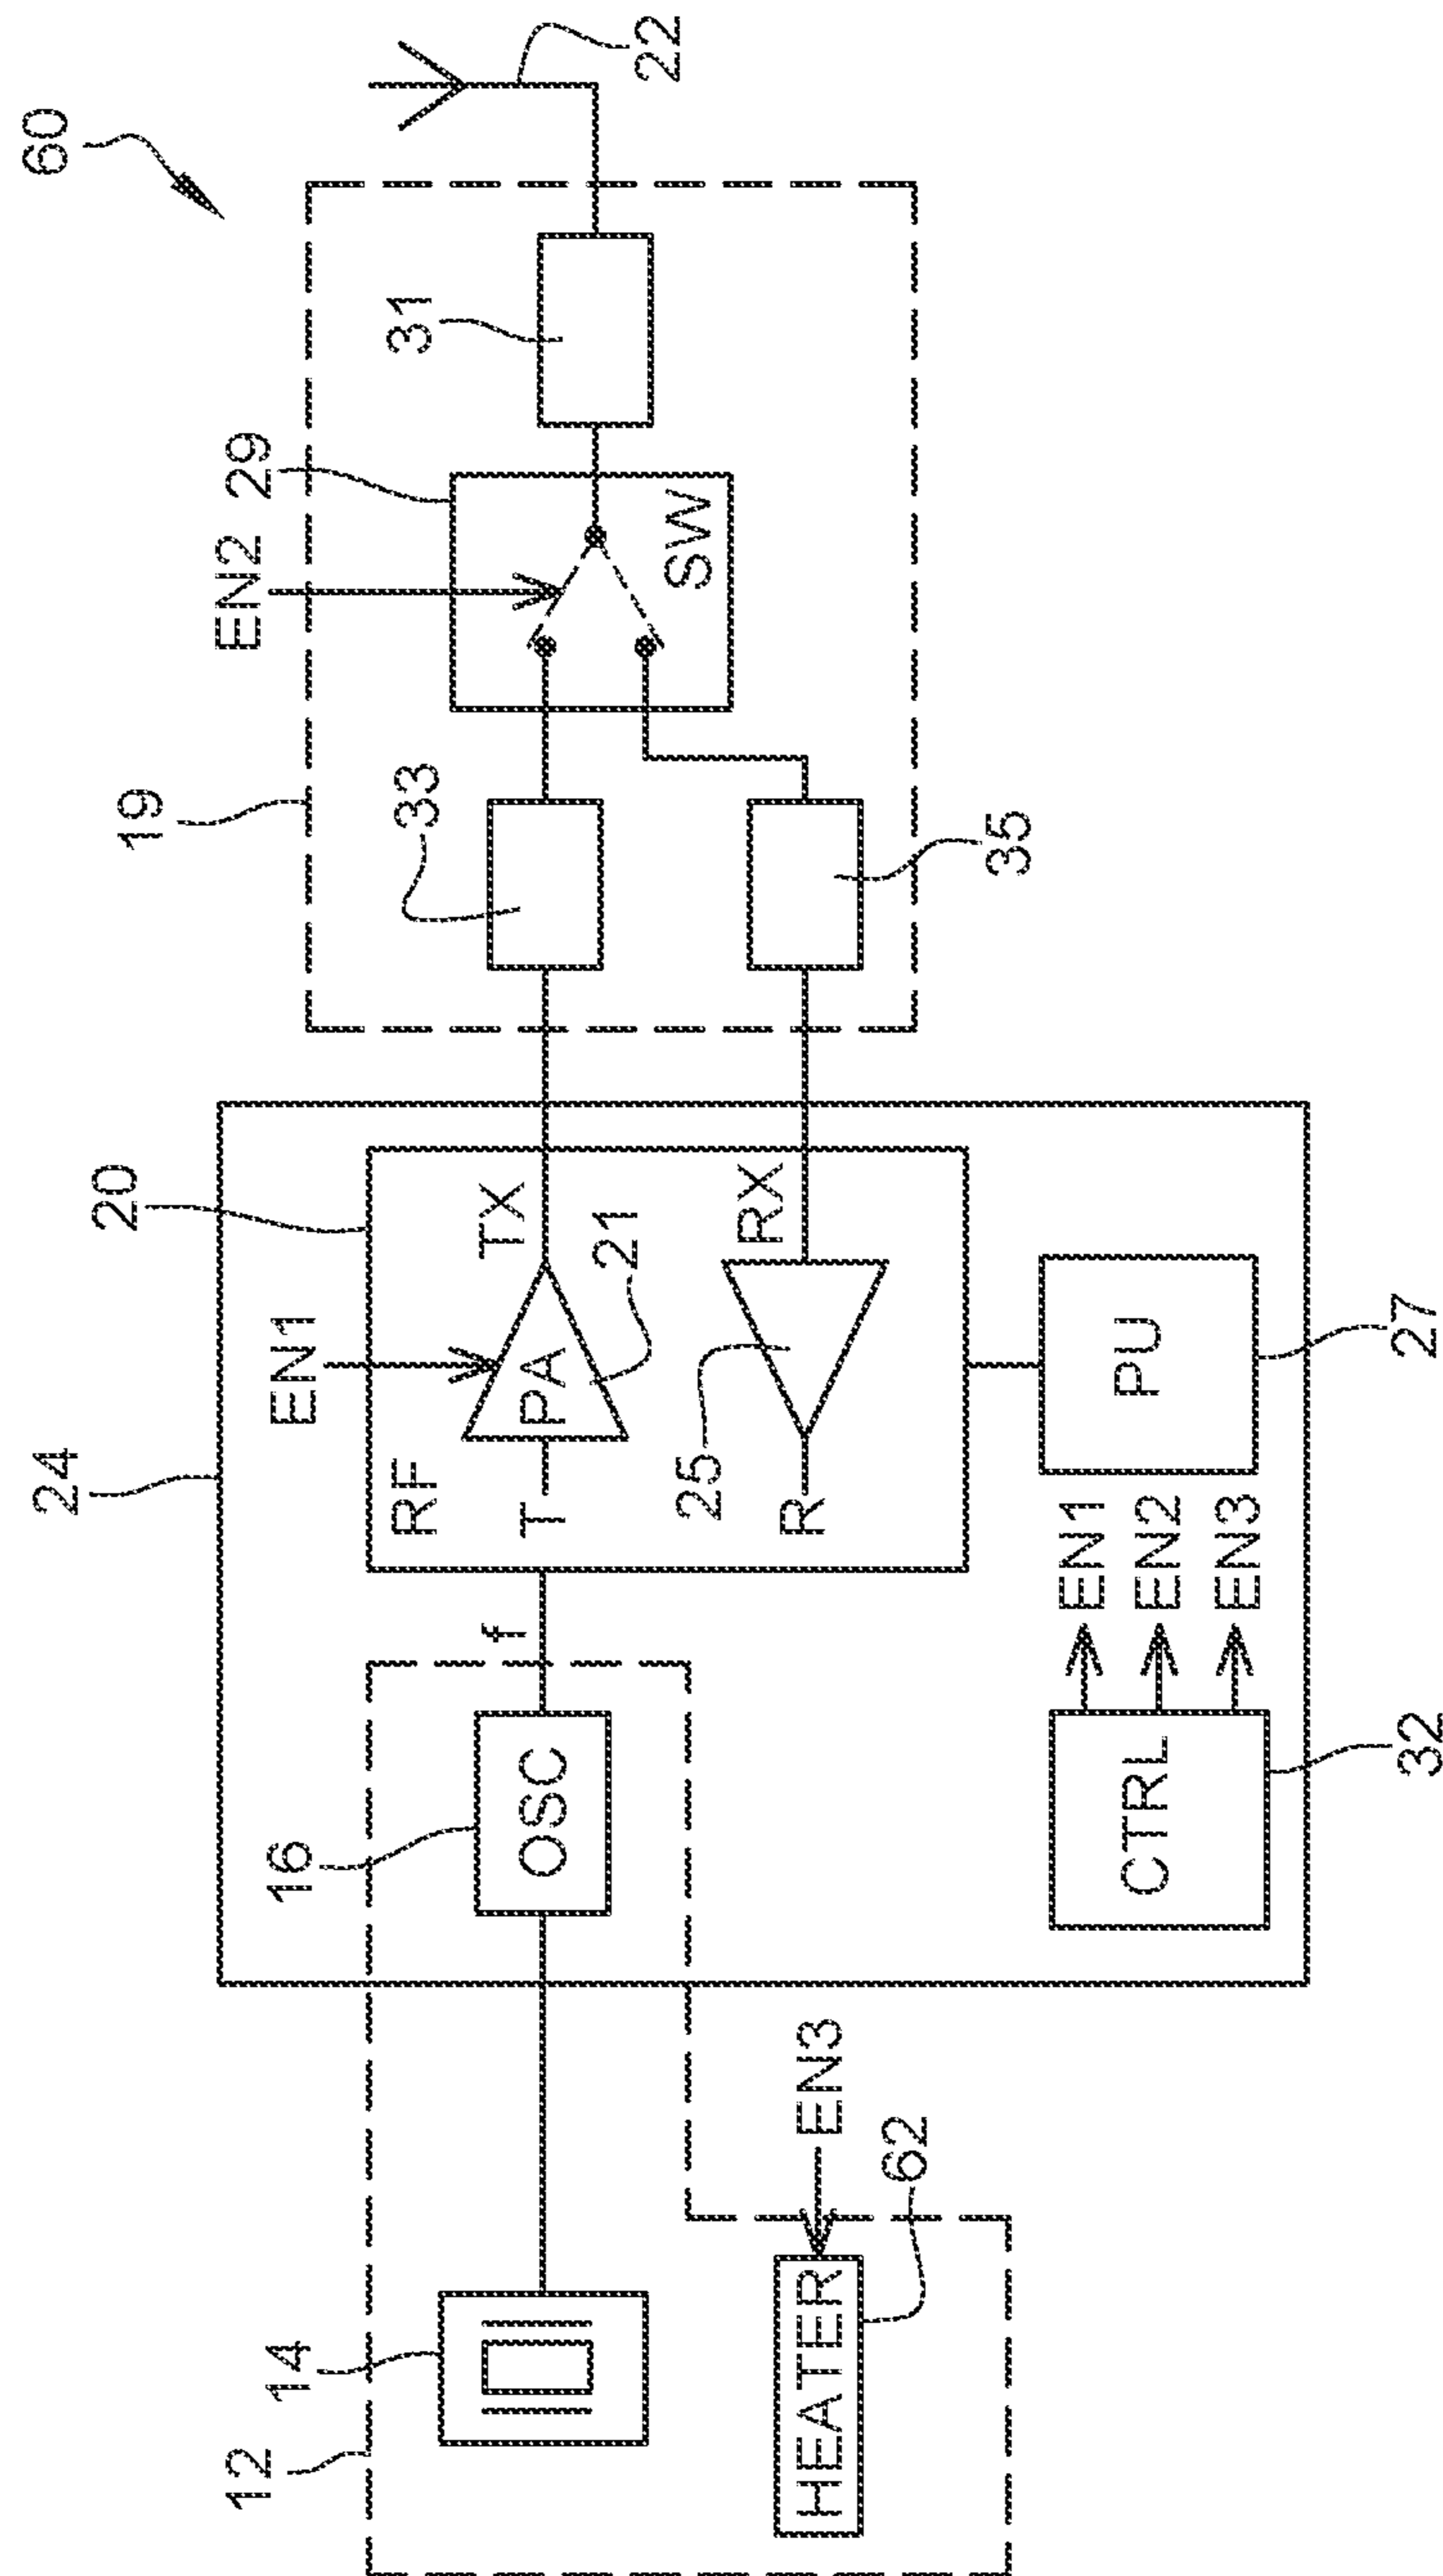 60
19
EN2
29
31
22
33
SW
35
24
EN1
20
RF
T
PA
TX
21
25
R
RX
f
16
OSC
CTRL
32
EN1
EN2
EN3
PU
27
12
14
HEATER
EN3
62